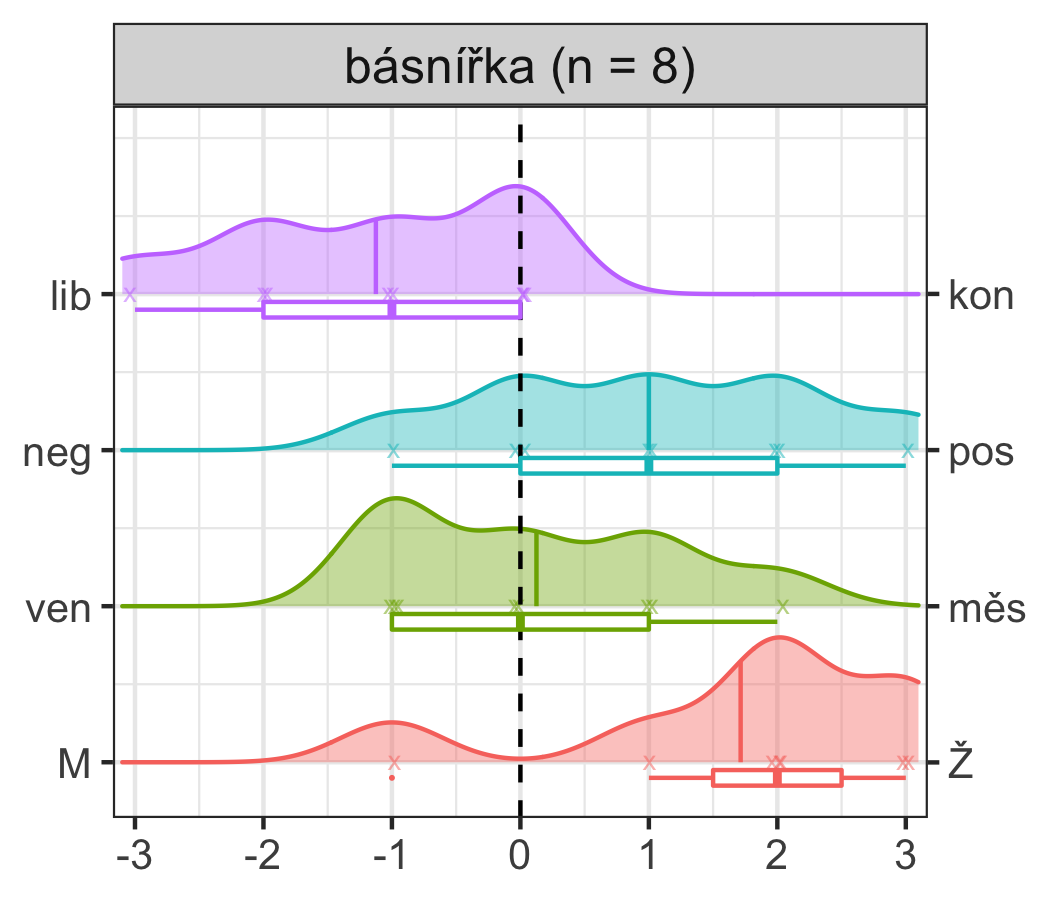 básnířka (n = 8)
lib kon
neg pos
ven měs
M Ž
-3 -2 -1 0 1 2 3